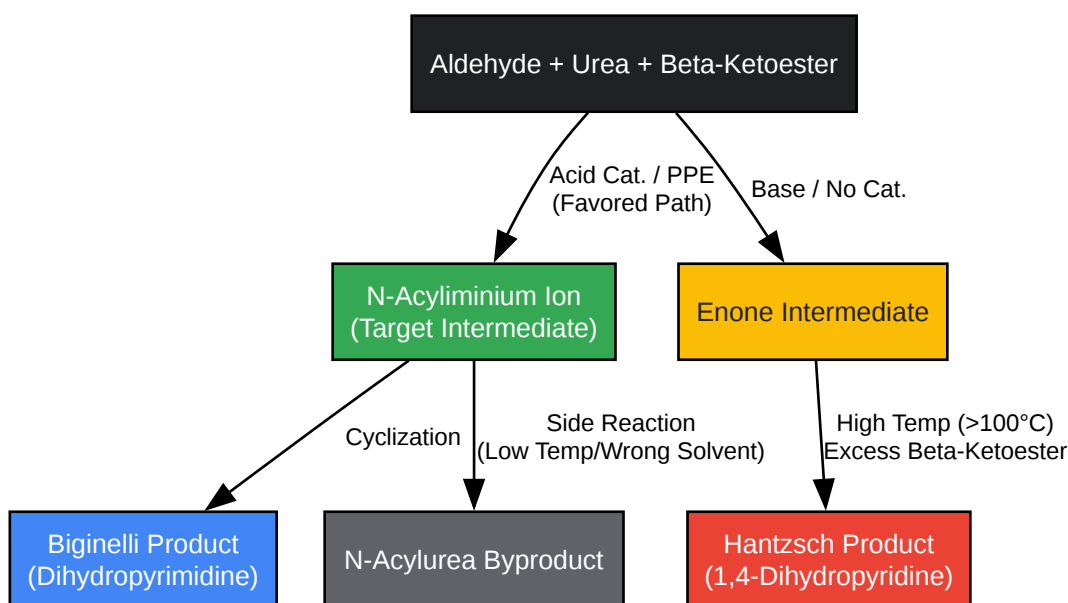 Aldehyde + Urea + Beta-Ketoester
Acid Cat. / PPE
(Favored Path)
Base / No Cat.
N-Acyliminium Ion
(Target Intermediate)
Enone Intermediate
Cyclization
Side Reaction
(Low Temp/Wrong Solvent)
High Temp (>100°C)
Excess Beta-Ketoester
Biginelli Product
(Dihydropyrimidine)
N-Acylurea Byproduct
Hantzsch Product
(1,4-Dihydropyridine)